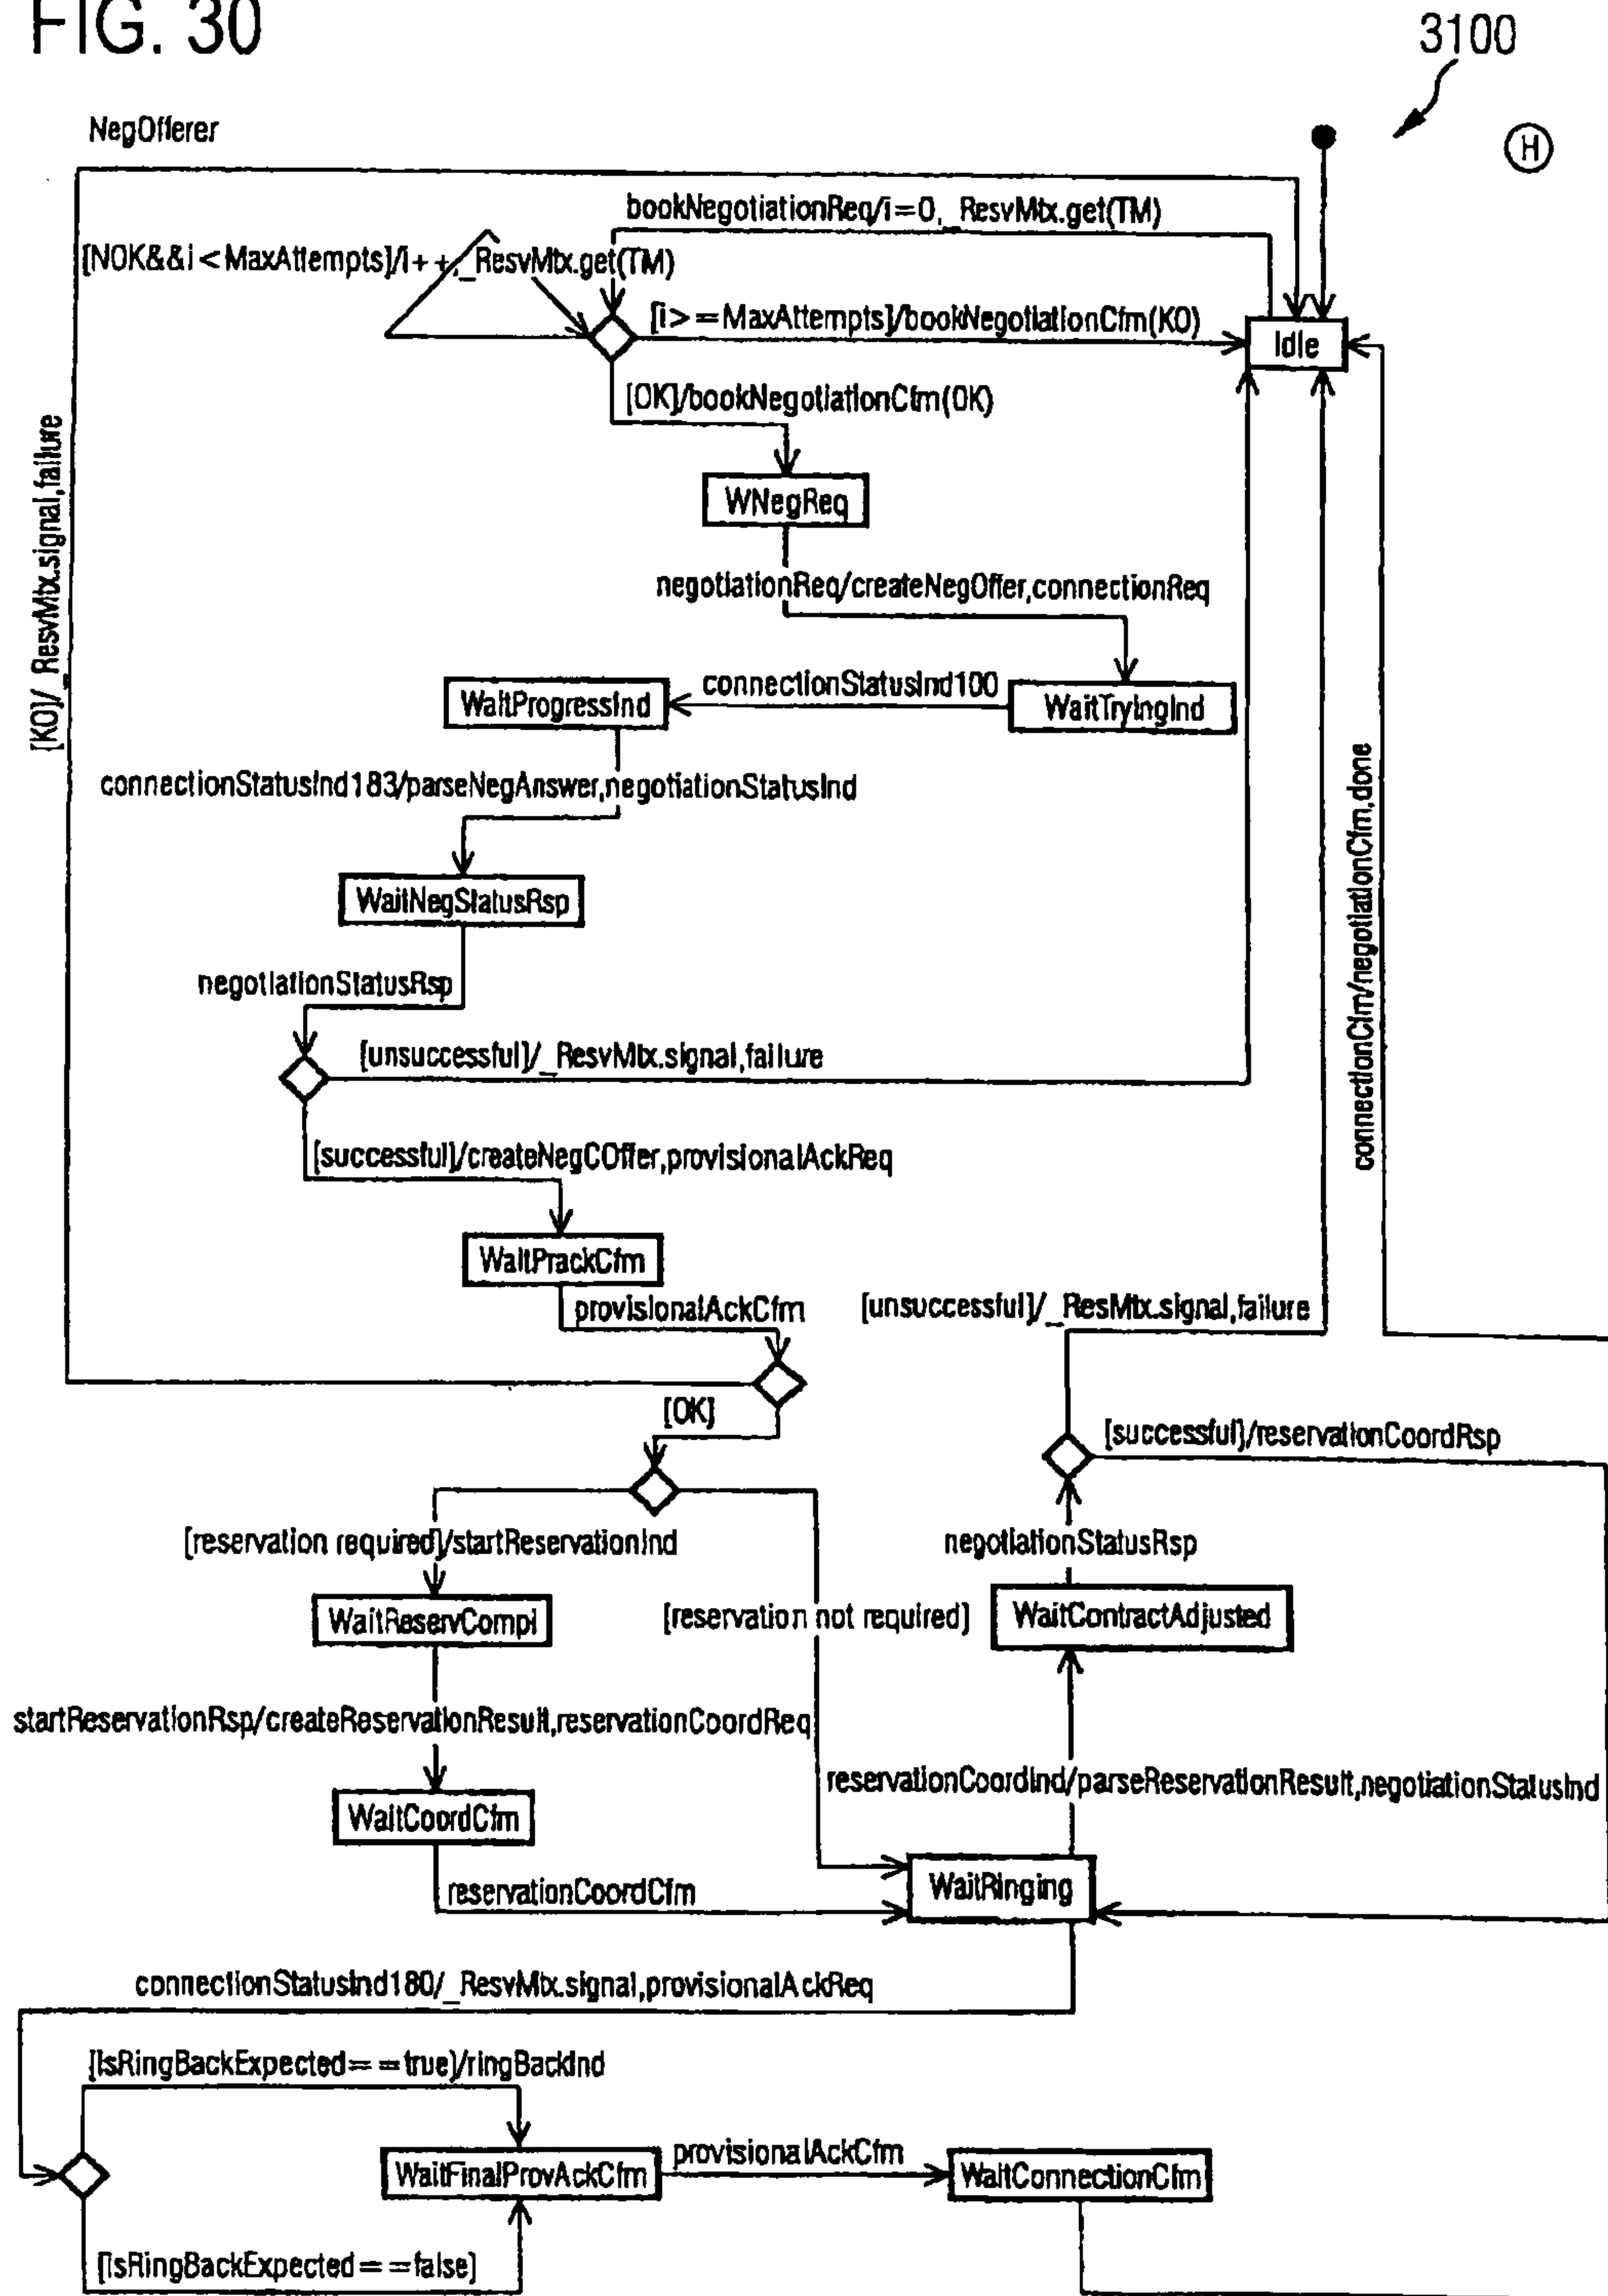 FIG. 30
3100
NegOfferer
H
bookNegotiationReq/i=0,_ResvMtx.get(TM)
[NOK&&i<MaxAttempts]/i++,_ResvMtx.get(TM)
[i>=MaxAttempts]/bookNegotiationCfm(KO)
Idle
[OK]/bookNegotiationCfm(OK)
[KO]/_ResvMtx.signal,failure
WNegReq
negotiationReq/createNegOffer,connectionReq
WaitProgressInd
connectionStatusInd100
WaitTryingInd
connectionStatusInd183/parseNegAnswer,negotiationStatusInd
connectionCfm/negotiationCfm,done
WaitNegStatusRsp
negotiationStatusRsp
[unsuccessful]/_ResvMtx.signal,failure
[successful]/createNegCOffer,provisionalAckReq
WaitPrackCfm
provisionalAckCfm
[unsuccessful]/_ResMtx.signal,failure
[OK]
[successful]/reservationCoordRsp
[reservation required]/startReservationInd
negotiationStatusRsp
WaitReservCompl
[reservation not required]
WaitContractAdjusted
startReservationRsp/createReservationResult,reservationCoordReq
reservationCoordInd/parseReservationResult,negotiationStatusInd
WaitCoordCfm
reservationCoordCfm
WaitRinging
connectionStatusInd180/_ResvMtx.signal,provisionalAckReq
[IsRingBackExpected==true]/ringBackInd
WaitFinalProvAckCfm
provisionalAckCfm
WaitConnectionCfm
[IsRingBackExpected==false]